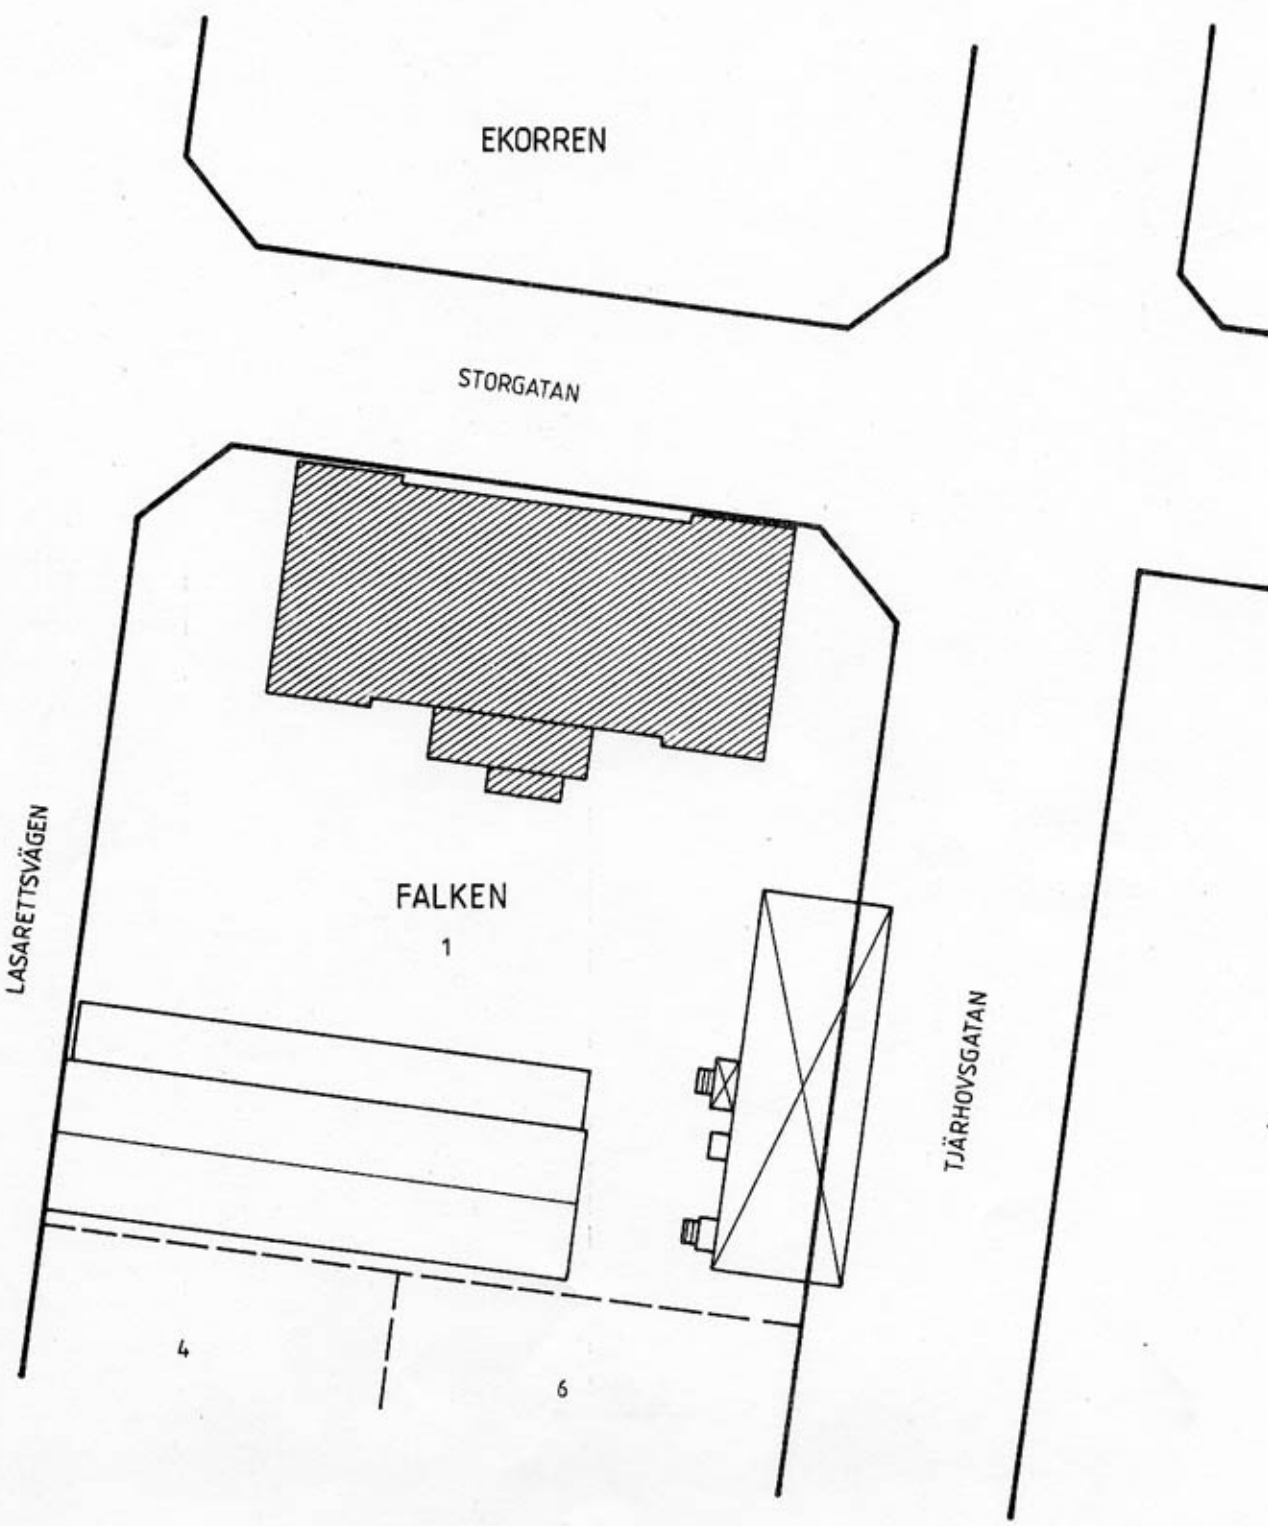 EKORREN
STORGATAN
LASARETTSVÄGEN
FALKEN
1
TJÄRHOVSGATAN
4
6